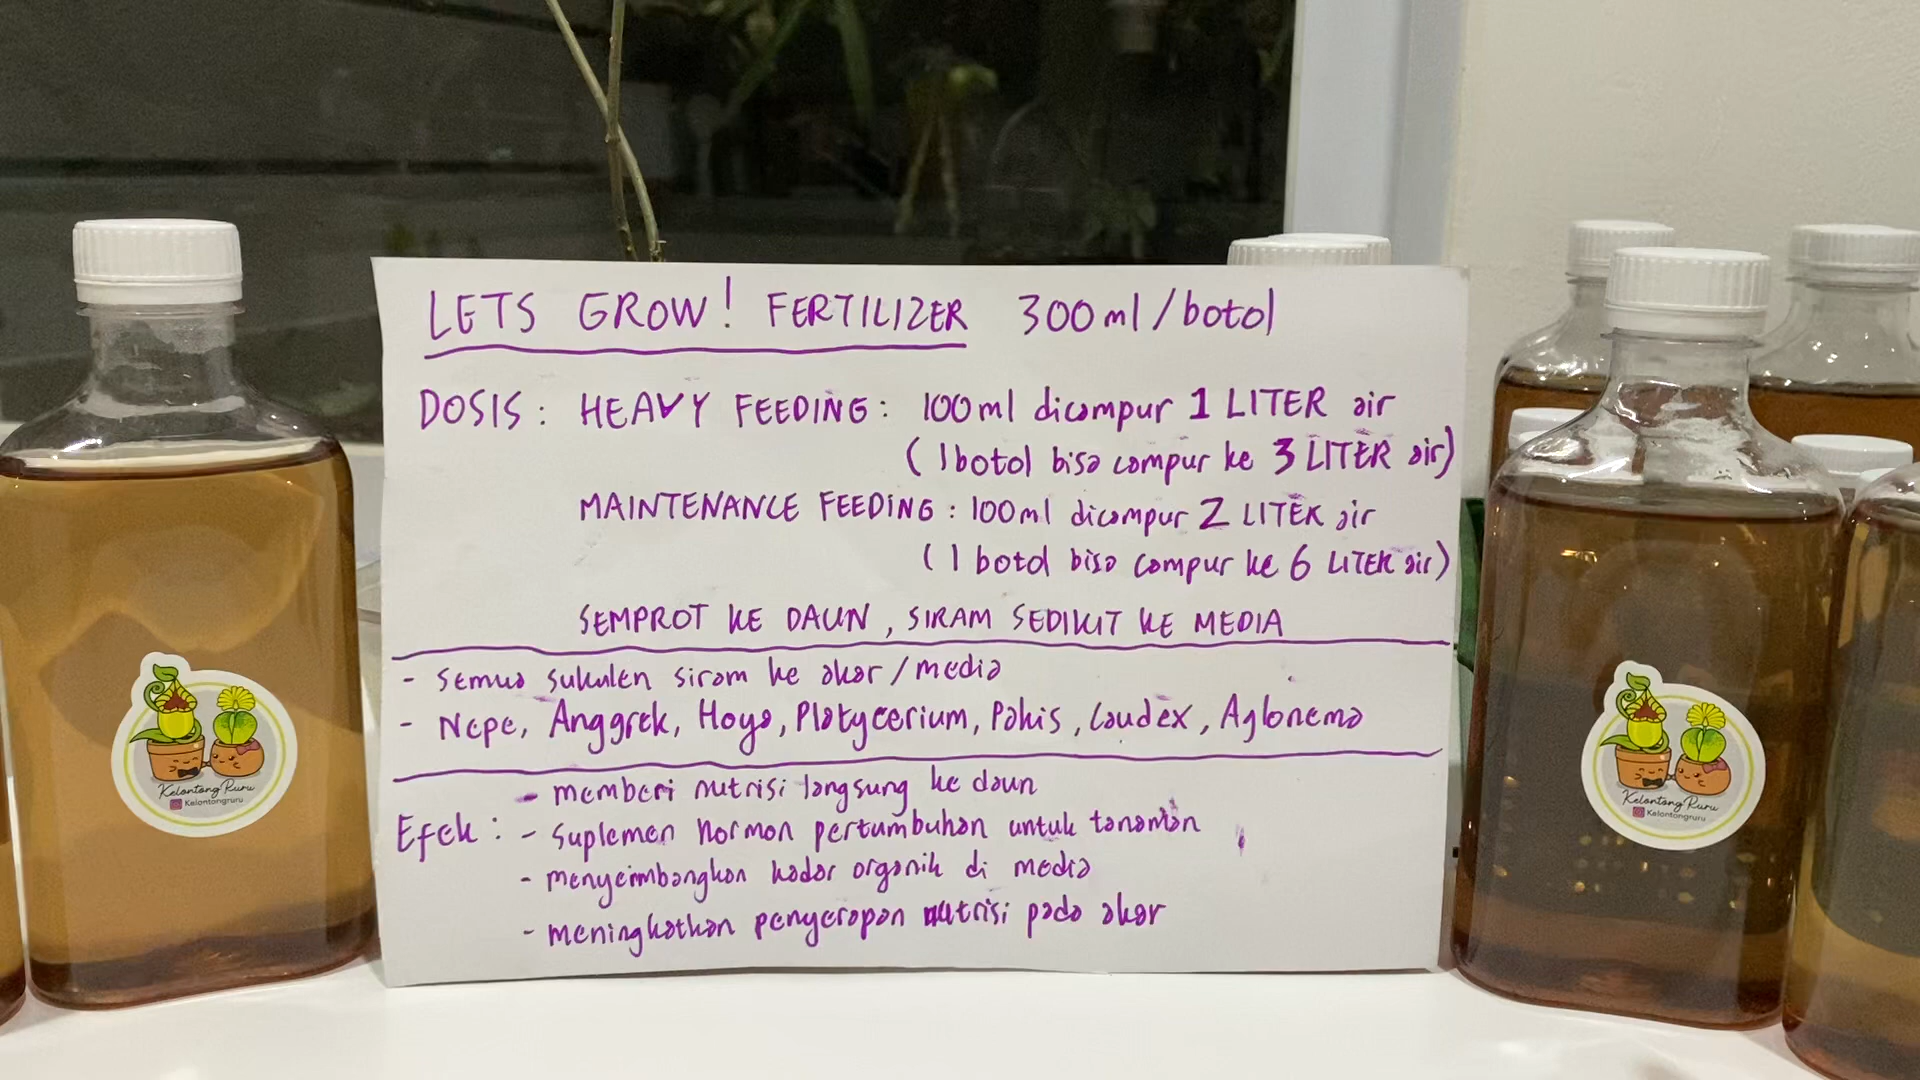 LETS GROW! FERTILIZER 300ml/botol
DOSIS: HEAVY FEEDING: 100ml dicampur 1 LITER air
(1 botol bisa campur ke 3 LITER air)
MAINTENANCE FEEDING: 100ml dicampur 2 LITER air
(1 botol bisa campur ke 6 LITER air)
SEMPROT KE DAUN, SIRAM SEDIKIT KE MEDIA
- Semua sukulen siram ke akar/media
- Nepe, Anggrek, Hoya, Platycerium, Pakis, Caudex, Aglonema
- memberi nutrisi langsung ke daun
Efek: - suplemen hormon pertumbuhan untuk tanaman
- menyeimbangkan kadar organik di media
- meningkatkan penyerapan nutrisi pada akar
Kelontong Ruru
Kelontongruru
Kelontong Ruru
Kelontongruru